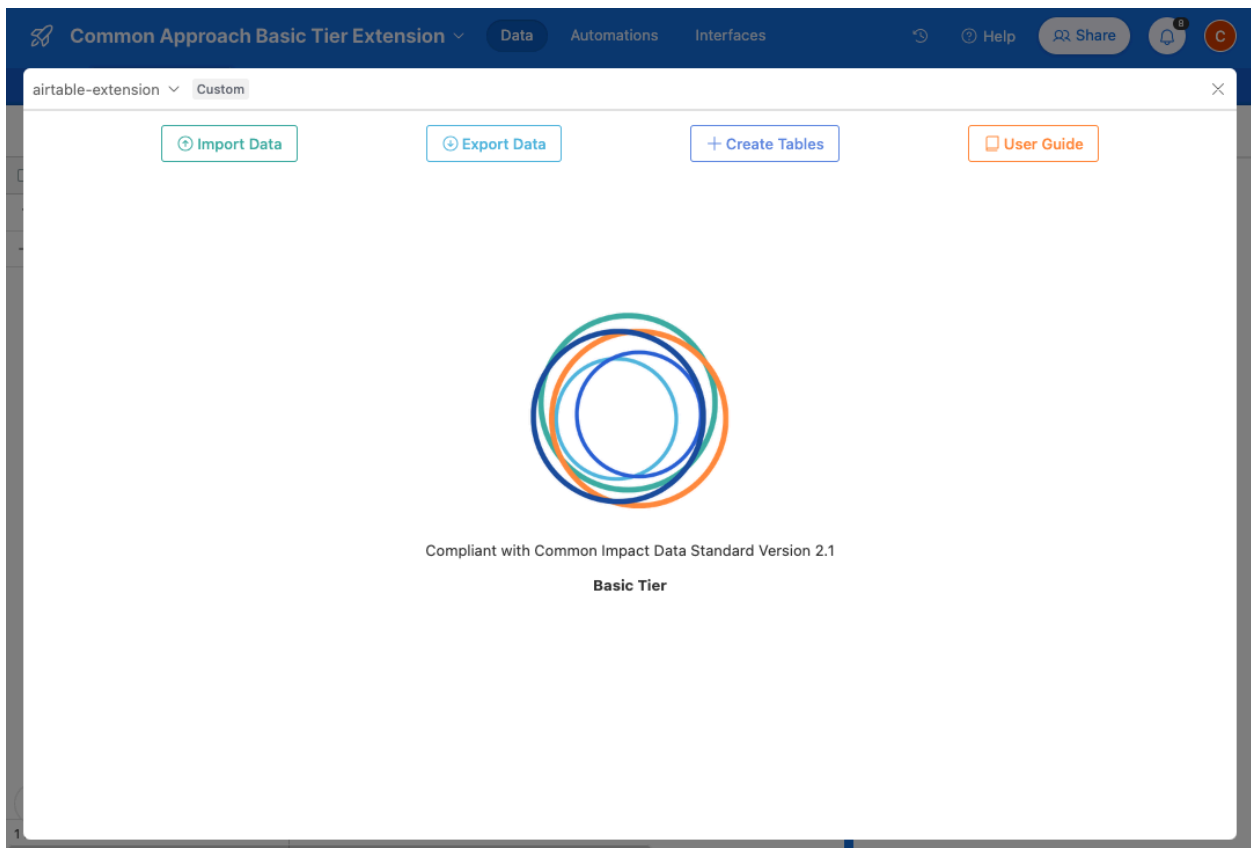 Common Approach Basic Tier Extension
Data
Automations
Interfaces
Help
Share
8
C
airtable-extension
Custom
Import Data
Export Data
+ Create Tables
User Guide
Compliant with Common Impact Data Standard Version 2.1
Basic Tier
1